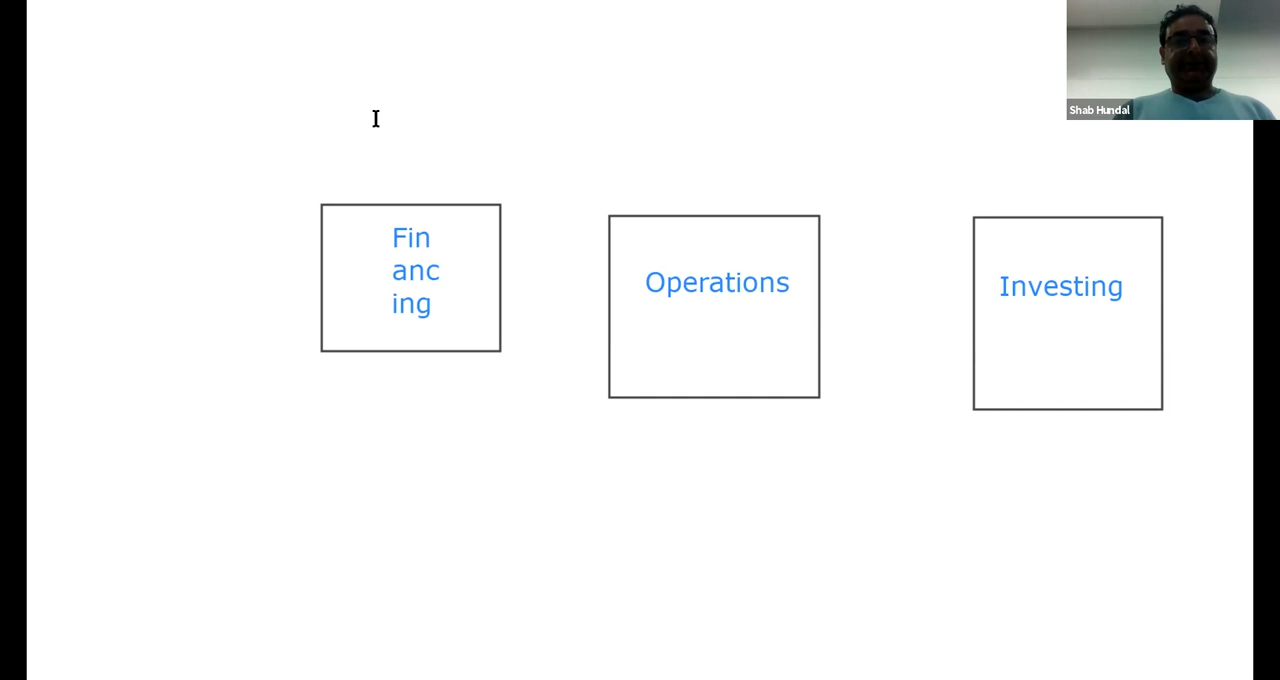 Shab Hundal
Fin
anc
ing
Operations
Investing